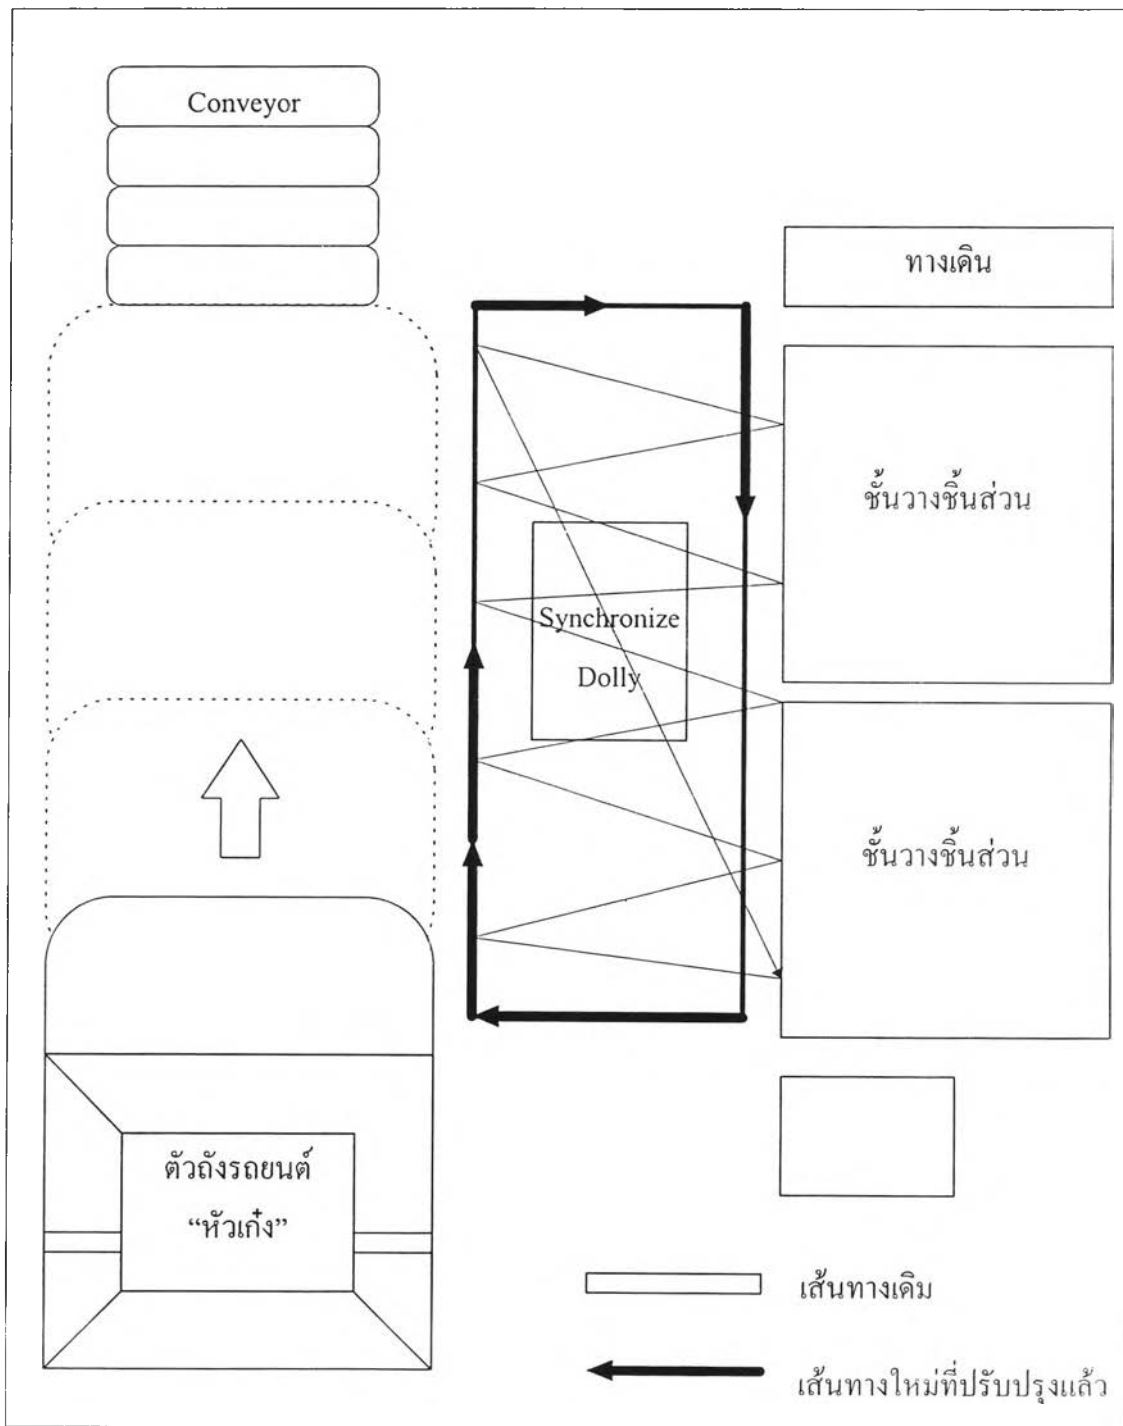 Conveyor
ทางเดิน
ชั้นวางชิ้นส่วน
Synchronize
Dolly
ชั้นวางชิ้นส่วน
ตัวถังรถยนต์
“หัวเก๋ง”
เส้นทางเดิม
เส้นทางใหม่ที่ปรับปรุงแล้ว